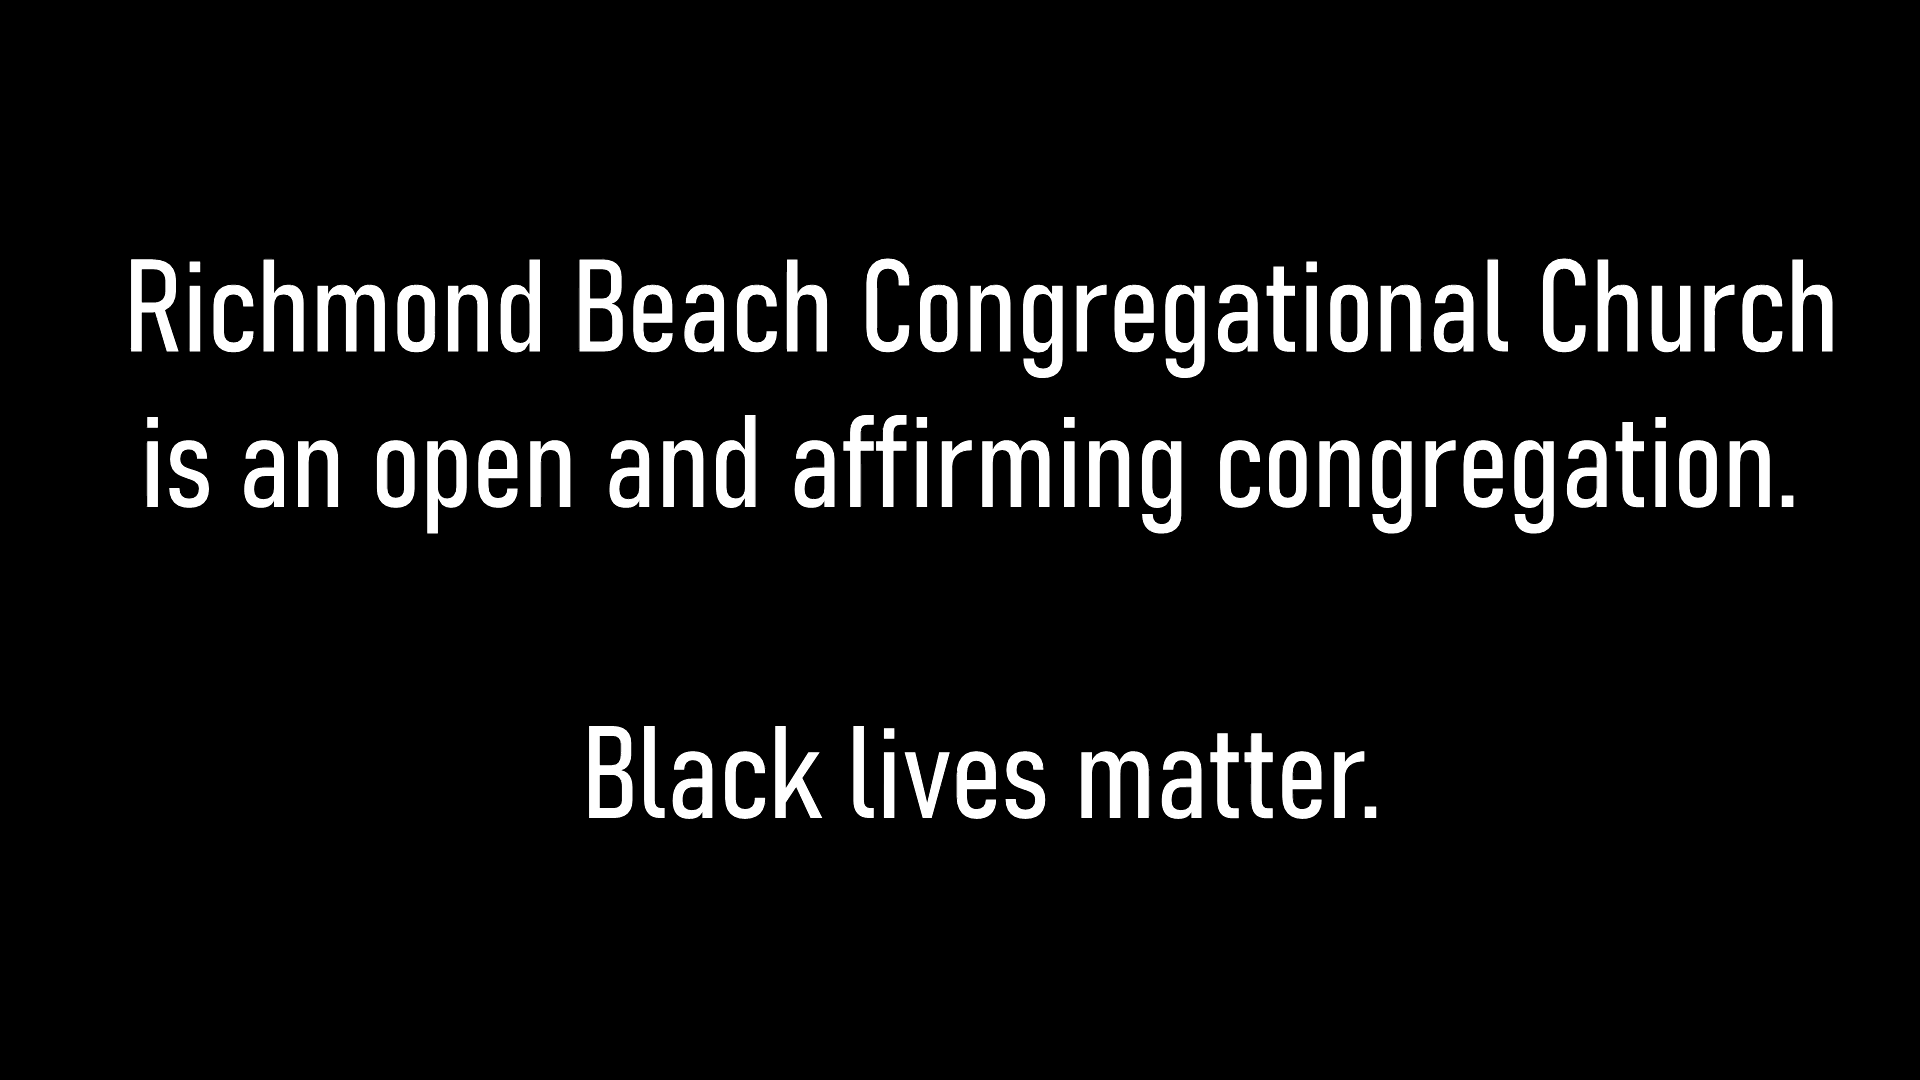 Richmond Beach Congregational Church
is an open and affirming congregation.
Black lives matter.